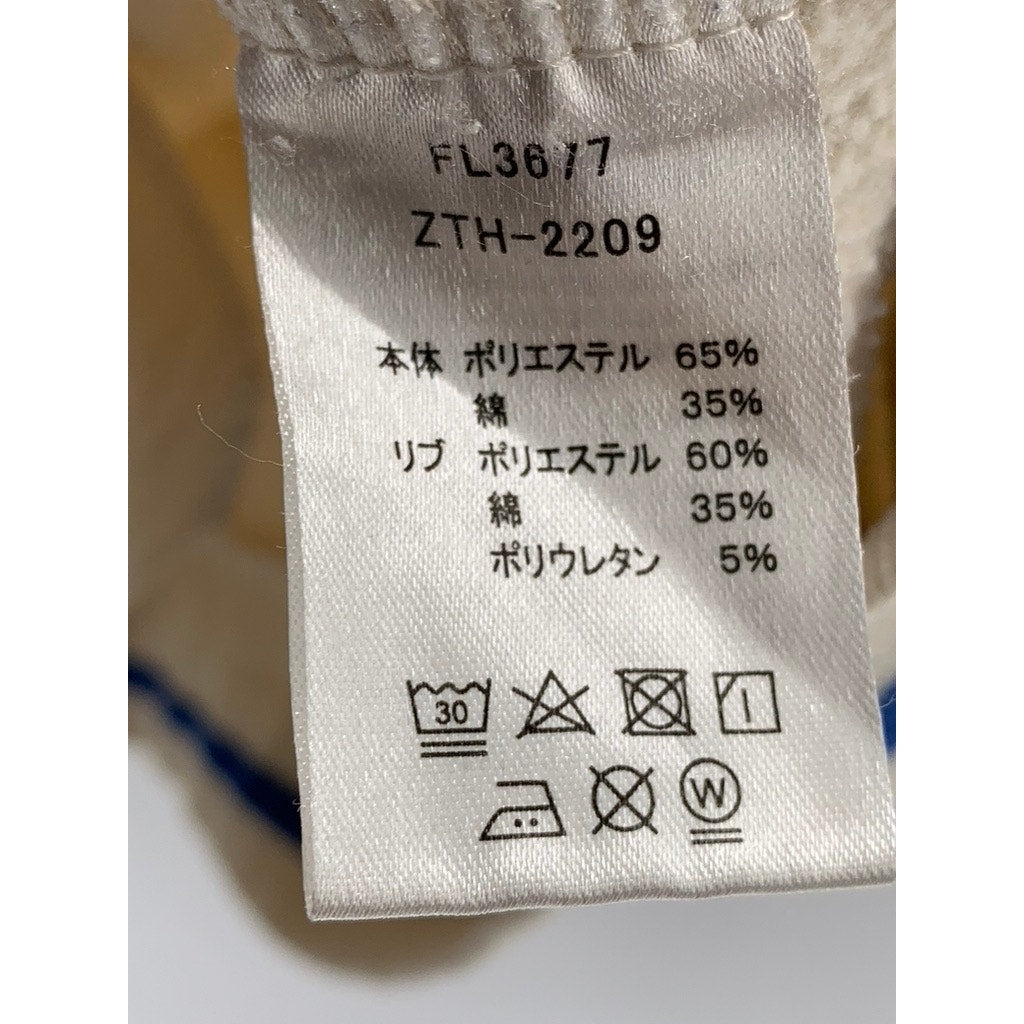 FL3677
ZTH-2209
本体 ポリエステル 65%
綿 35%
リブ ポリエステル 60%
綿 35%
ポリウレタン 5%
30
W